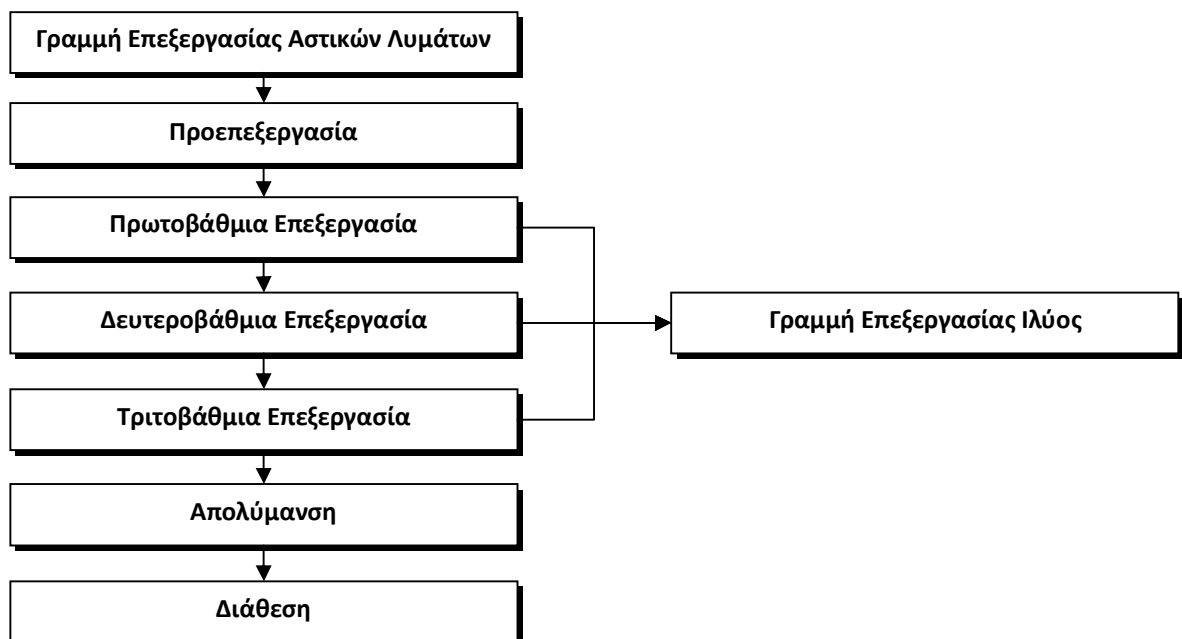 Γραμμή Επεξεργασίας Αστικών Λυμάτων
Προεπεξεργασία
Πρωτοβάθμια Επεξεργασία
Δευτεροβάθμια Επεξεργασία
Γραμμή Επεξεργασίας Ιλύος
Τριτοβάθμια Επεξεργασία
Απολύμανση
Διάθεση